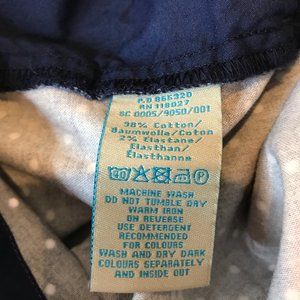 P.O 866320
RN 118027
SC 0005/9050/001
98% Cotton/
Baumwolle/Coton
2% Elastane/
Elasthan/
Elasthanne
MACHINE WASH
DO NOT TUMBLE DRY
WARM IRON
ON REVERSE
USE DETERGENT
RECOMMENDED
FOR COLOURS
WASH AND DRY DARK
COLOURS SEPARATELY
AND INSIDE OUT